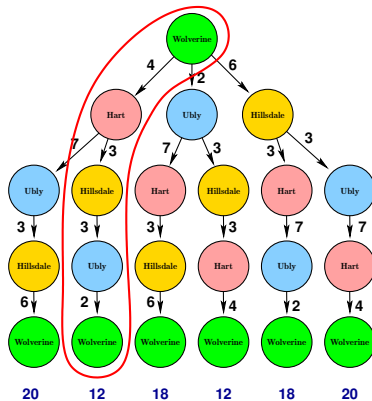 Wolverine
4 2 6
Hart Ubly Hillsdale
7 3 7 3 3 3
Ubly Hillsdale Hart Hillsdale Hart Ubly
3 3 3 3 7 7
Hillsdale Ubly Hillsdale Hart Ubly Hart
6 2 6 4 2 4
Wolverine Wolverine Wolverine Wolverine Wolverine Wolverine
20 12 18 12 18 20